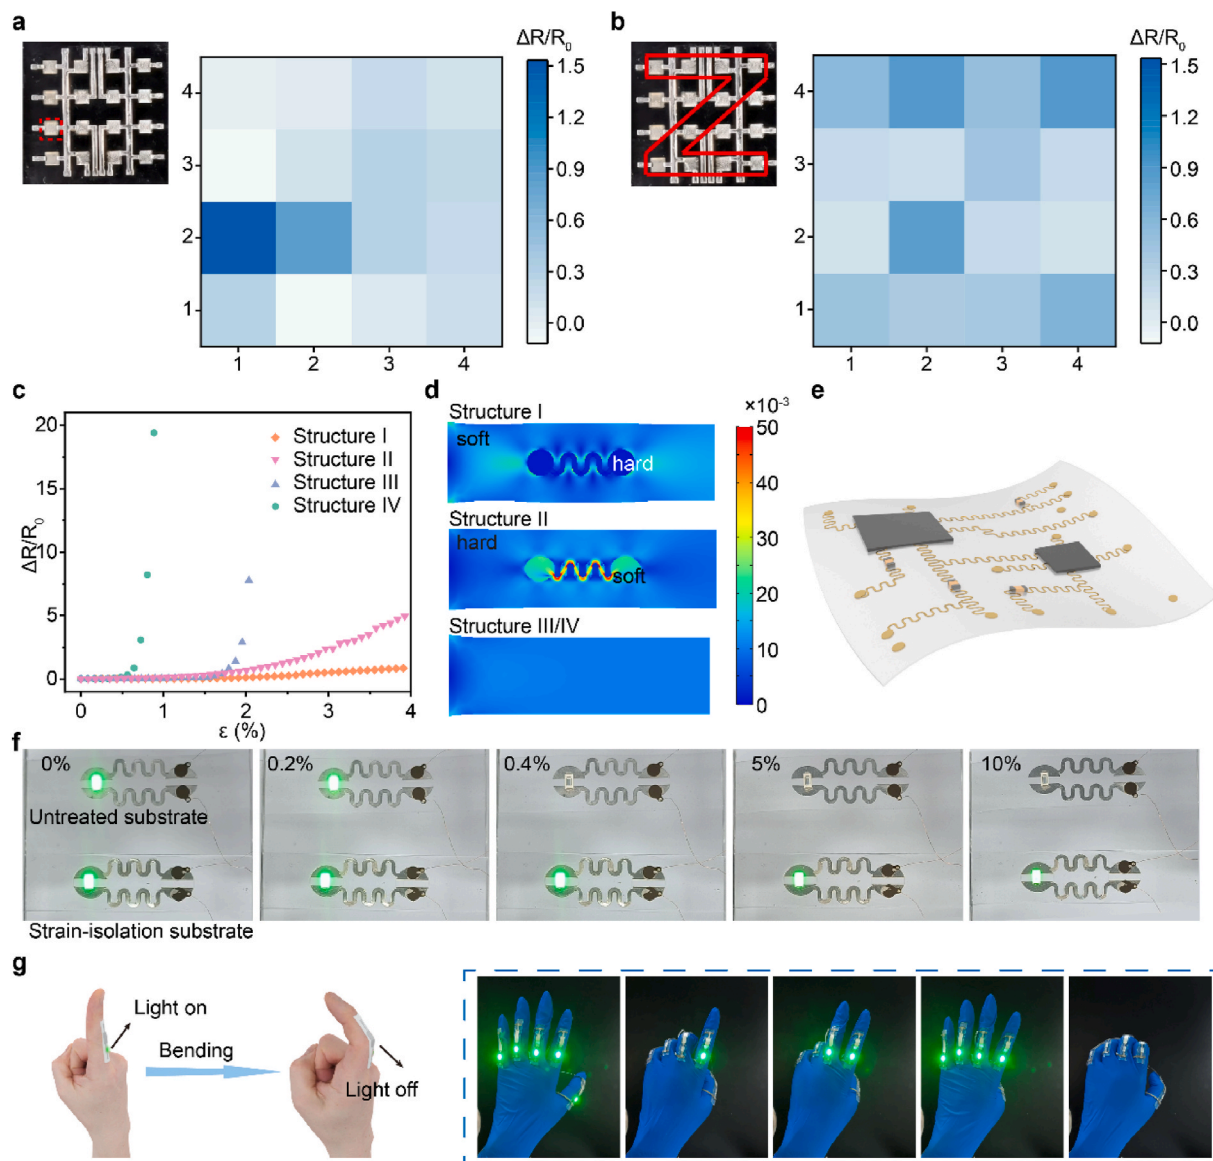 a
ΔR/R0
4
3
2
1
1 2 3 4
1.5
1.2
0.9
0.6
0.3
0.0
b
ΔR/R0
4
3
2
1
1 2 3 4
1.5
1.2
0.9
0.6
0.3
0.0
c
ΔR/R0
20
15
10
5
0
0 1 2 3 4
ε (%)
Structure I
Structure II
Structure III
Structure IV
d
Structure I
soft
hard
Structure II
hard
soft
Structure III/IV
×10-3
50
40
30
20
10
0
e
f
0% 0.2% 0.4% 5% 10%
Untreated substrate
Strain-isolation substrate
g
Light on
Bending
Light off